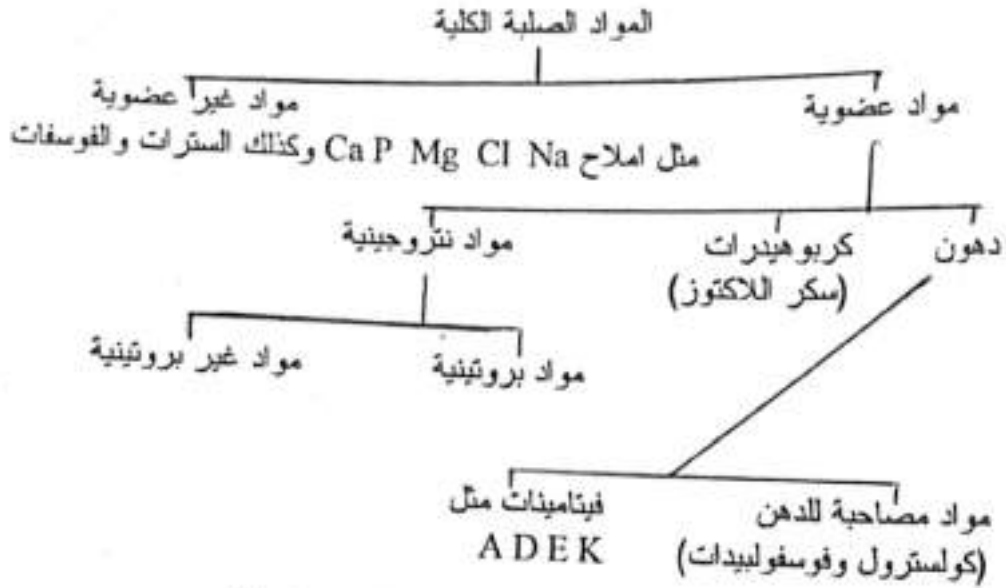 المواد الصلبة الكلية
مواد عضوية
مواد غير عضوية
مثل املاح Ca P Mg Cl Na وكذلك السترات والفوسفات
دهون
كربوهيدرات
(سكر اللاكتوز)
مواد نتروجينية
مواد بروتينية
مواد غير بروتينية
مواد مصاحبة للدهن
(كولسترول وفوسفولبيدات)
فيتامينات مثل
A D E K